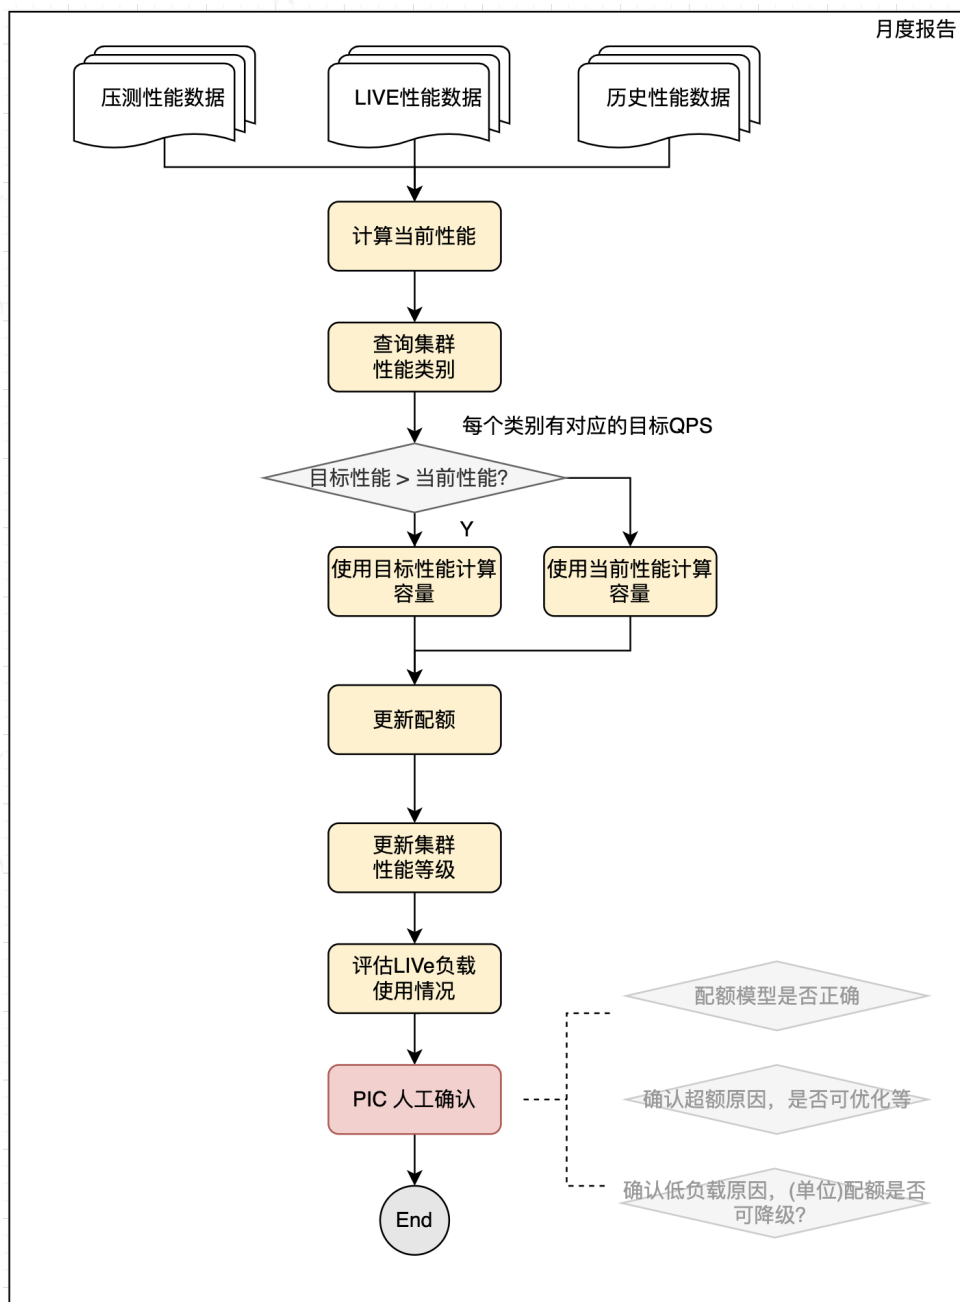 月度报告
压测性能数据
LIVE性能数据
历史性能数据
计算当前性能
查询集群
性能类别
每个类别有对应的目标QPS
目标性能 > 当前性能?
Y
使用目标性能计算
容量
使用当前性能计算
容量
更新配额
更新集群
性能等级
评估LIVe负载
使用情况
配额模型是否正确
PIC 人工确认
确认超额原因，是否可优化等
确认低负载原因，(单位)配额是否
可降级?
End